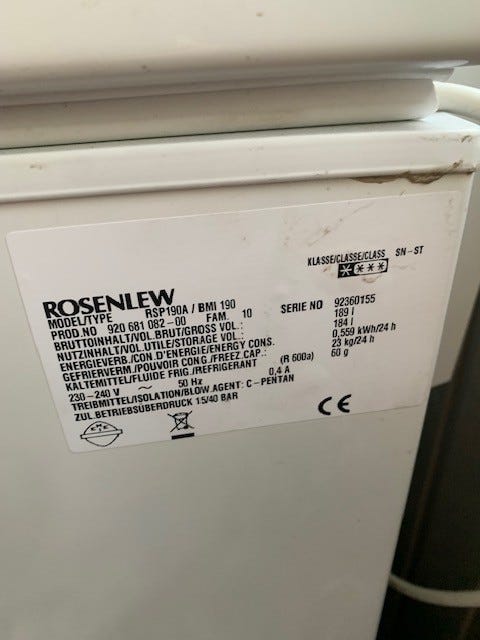 KLASSE/CLASSE/CLASS SN-ST
ROSENLEW
MODEL/TYPE RSP190A / BMI 190
PROD.NO 920 681 082-00 FAM. 10 SERIE NO 92360155
BRUTTOINHALT/VOL.BRUT/GROSS VOL.: 189 l
NUTZINHALT/VOL.UTILE/STORAGE VOL.: 184 l
ENERGIEVERB./CON.D'ENERGIE/ENERGY CONS. 0,559 kWh/24 h
GEFRIERVERM./POUVOIR CONG./FREEZ.CAP.: 23 kg/24 h
KALTEMITTEL/FLUIDE FRIG./REFRIGERANT (R 600a) 60 g
230-240 V ~ 50 Hz 0,4 A
TREIBMITTEL/ISOLATION/BLOW.AGENT: C-PENTAN
ZUL.BETRIEBSÜBERDRUCK 15/40 BAR
CE